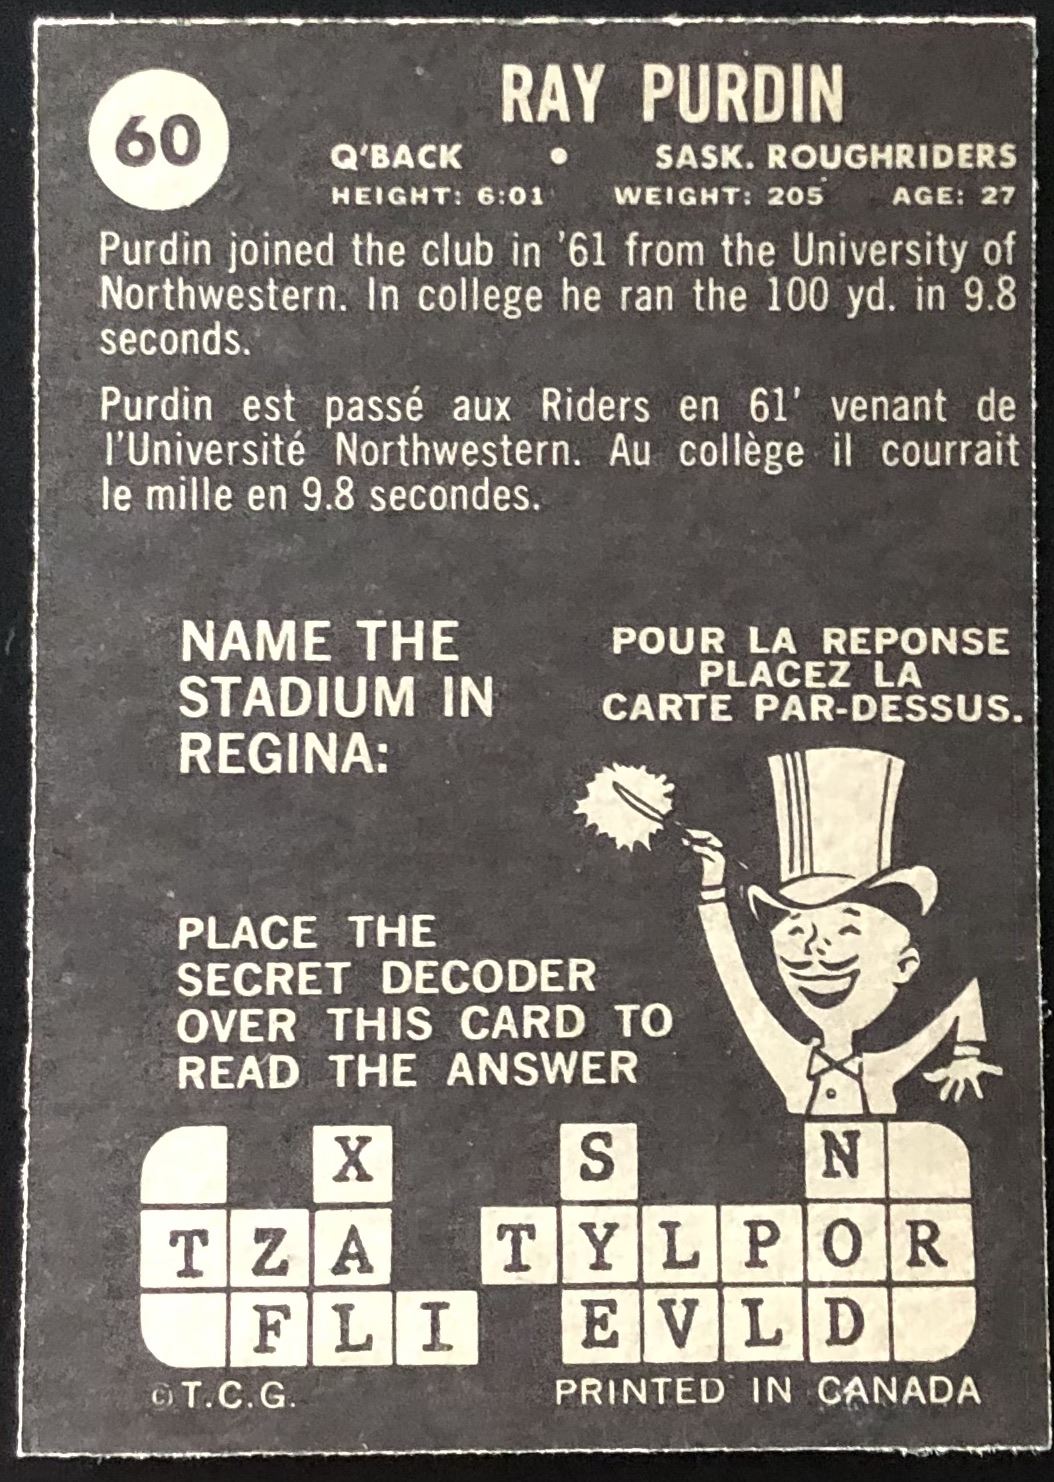 60
RAY PURDIN
Q'BACK • SASK. ROUGHRIDERS
HEIGHT: 6:01 WEIGHT: 205 AGE: 27
Purdin joined the club in '61 from the University of
Northwestern. In college he ran the 100 yd. in 9.8
seconds.
Purdin est passé aux Riders en 61' venant de
l'Université Northwestern. Au collège il courrait
le mille en 9.8 secondes.
NAME THE
STADIUM IN
REGINA:
POUR LA REPONSE
PLACEZ LA
CARTE PAR-DESSUS.
PLACE THE
SECRET DECODER
OVER THIS CARD TO
READ THE ANSWER
X S N
T Z A T Y L P O R
F L I E V L D
© T.C.G.
PRINTED IN CANADA